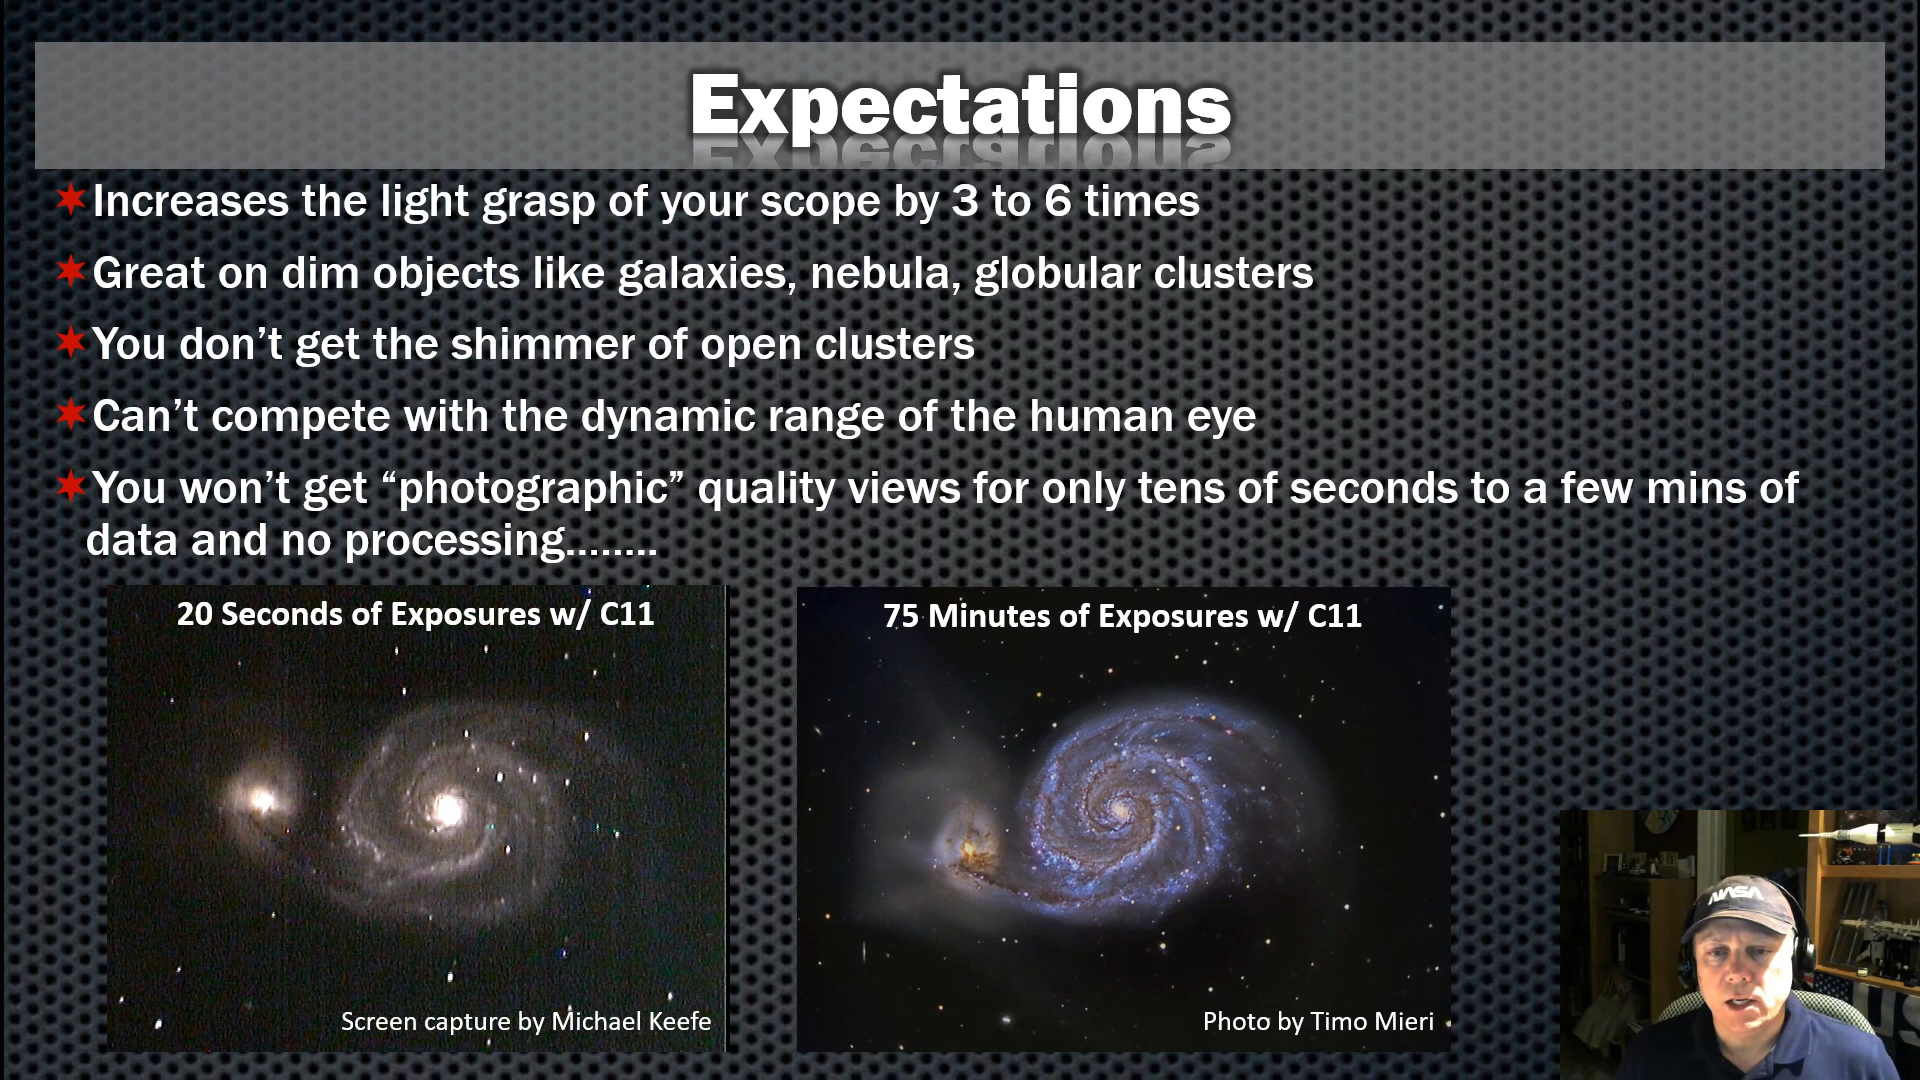 Expectations
Increases the light grasp of your scope by 3 to 6 times
Great on dim objects like galaxies, nebula, globular clusters
You don’t get the shimmer of open clusters
Can’t compete with the dynamic range of the human eye
You won’t get “photographic” quality views for only tens of seconds to a few mins of
data and no processing........
20 Seconds of Exposures w/ C11
75 Minutes of Exposures w/ C11
Screen capture by Michael Keefe
Photo by Timo Mieri
NASA